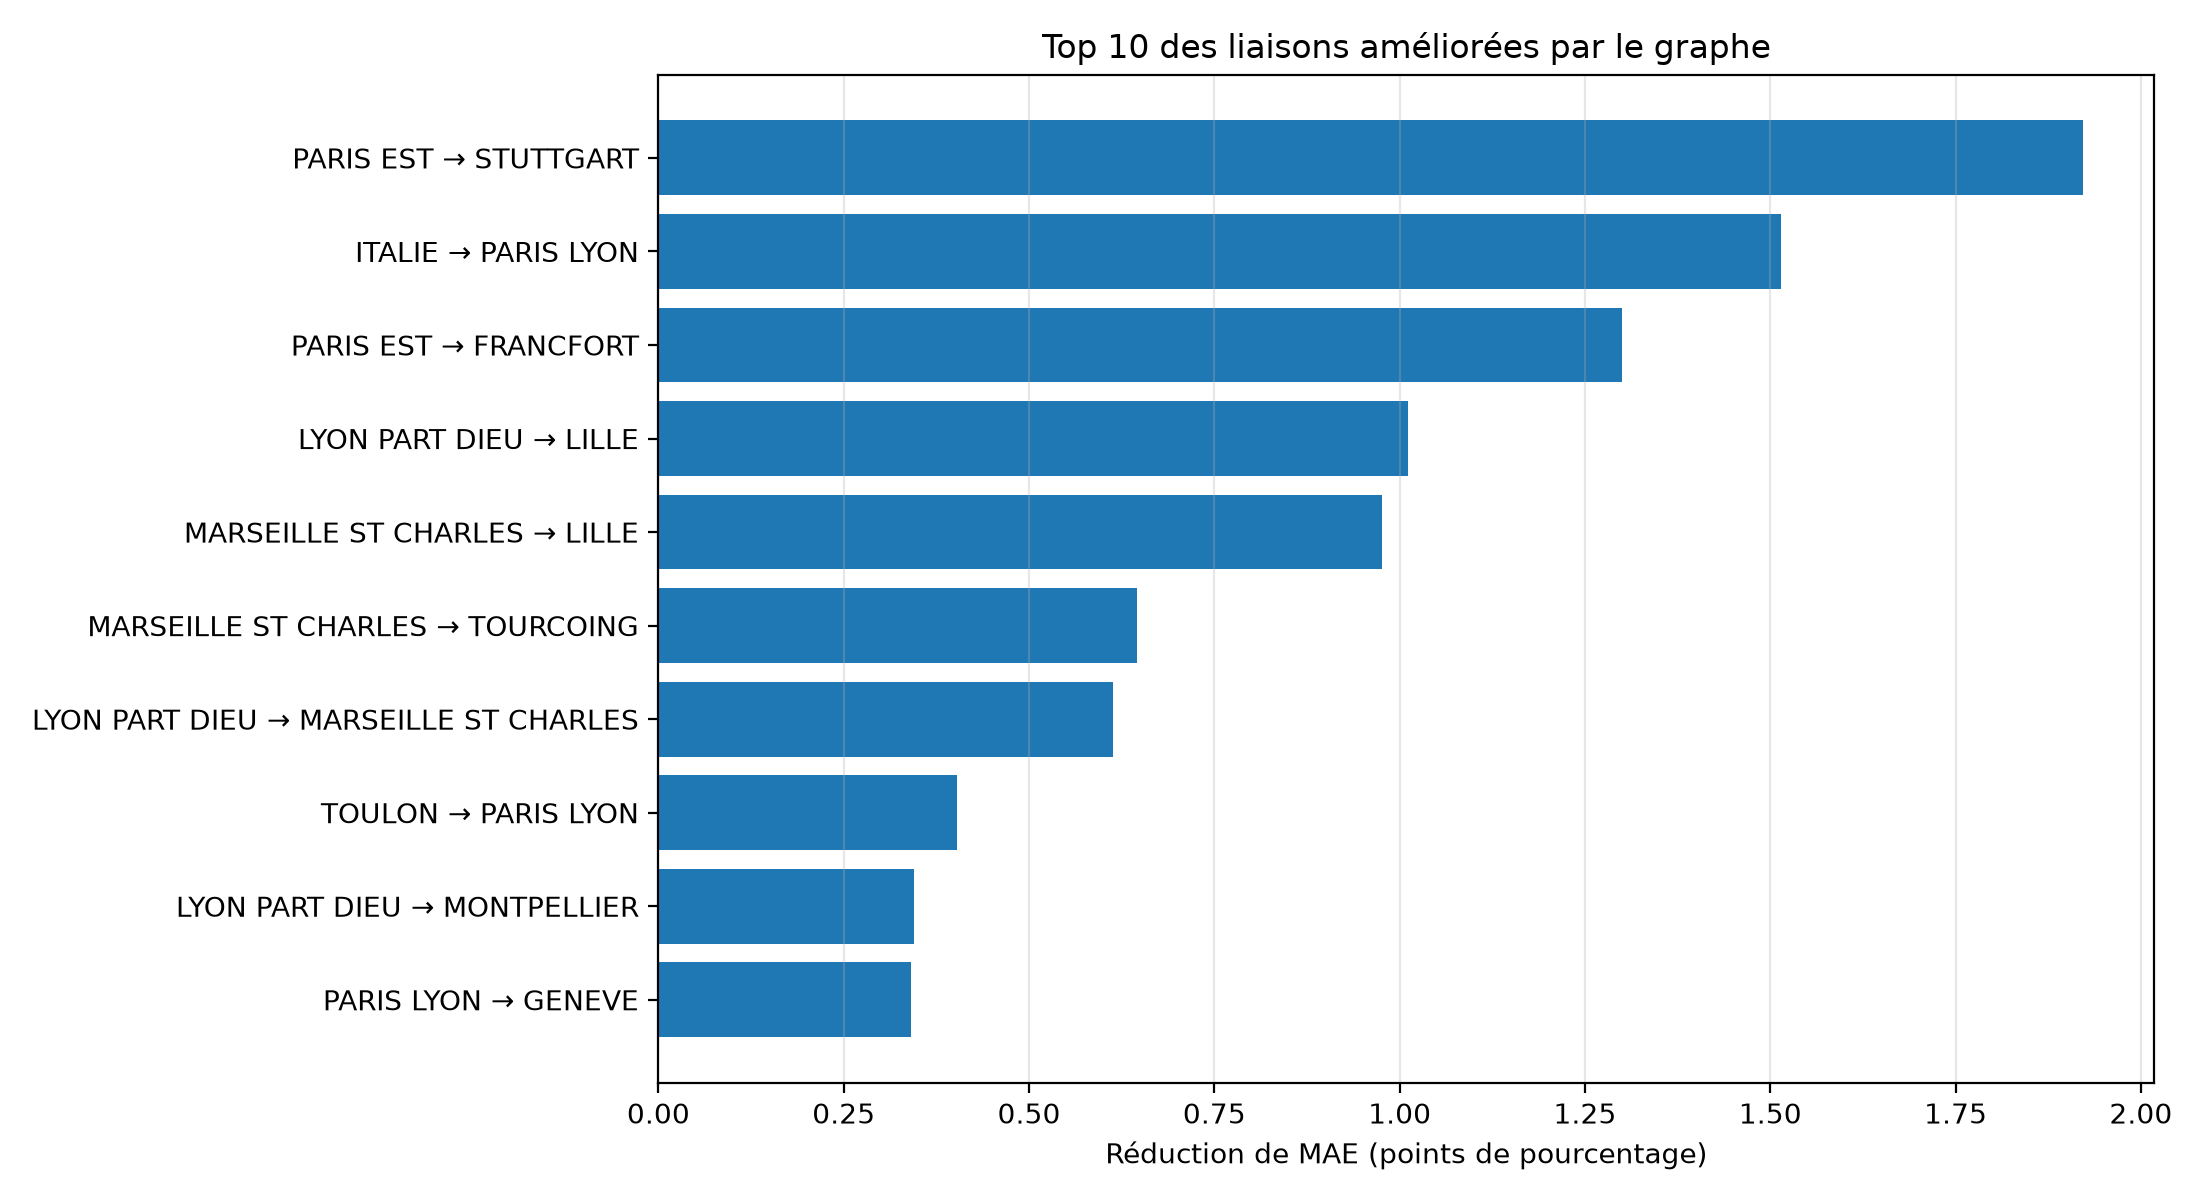 Top 10 des liaisons améliorées par le graphe
PARIS EST → STUTTGART
ITALIE → PARIS LYON
PARIS EST → FRANCFORT
LYON PART DIEU → LILLE
MARSEILLE ST CHARLES → LILLE
MARSEILLE ST CHARLES → TOURCOING
LYON PART DIEU → MARSEILLE ST CHARLES
TOULON → PARIS LYON
LYON PART DIEU → MONTPELLIER
PARIS LYON → GENEVE
0.00 0.25 0.50 0.75 1.00 1.25 1.50 1.75 2.00
Réduction de MAE (points de pourcentage)